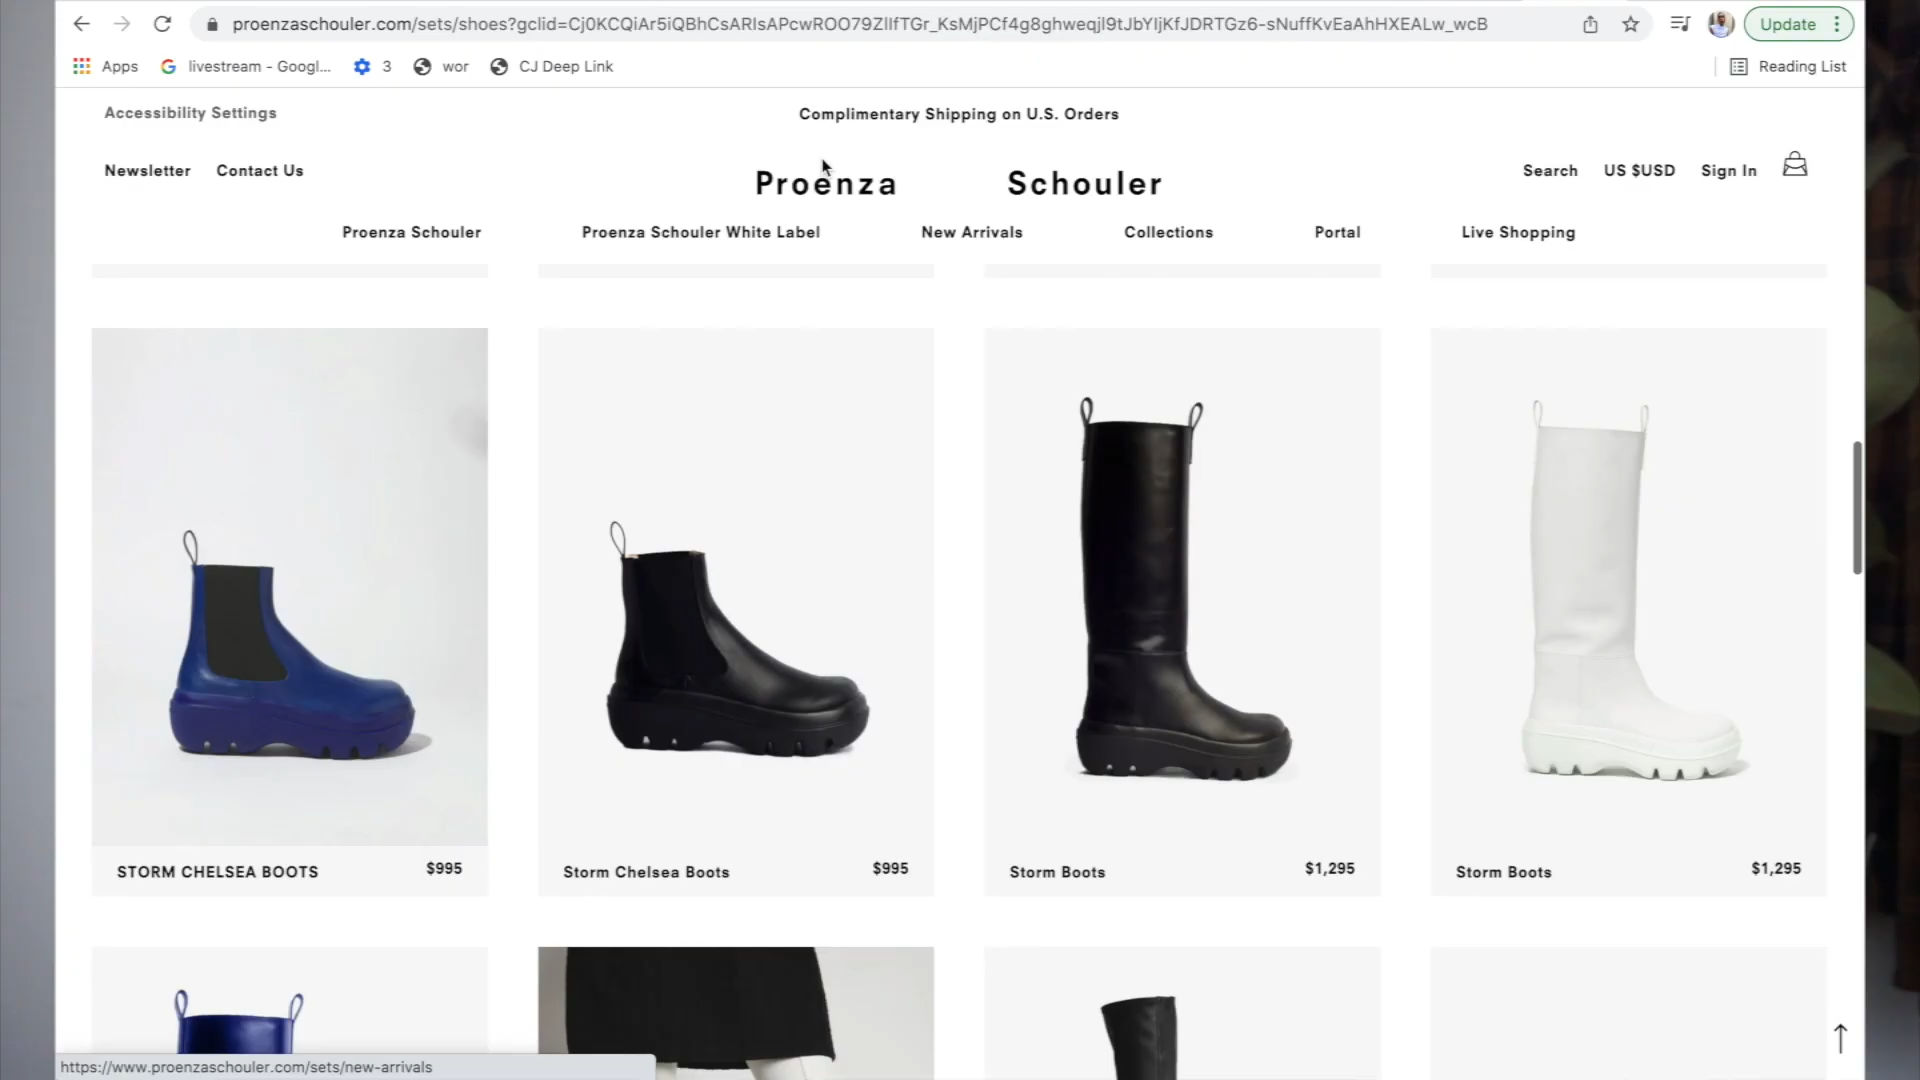 proenzaschouler.com/sets/shoes?gclid=Cj0KCQiAr5iQBhCsARIsAPcwROO79ZlIfTGr_KsMjPCf4g8ghweqjl9tJbYIjKfJDRTGz6-sNuffKvEaAhHXEALw_wcB
Update
Apps
livestream - Googl...
3
wor
CJ Deep Link
Reading List
Accessibility Settings
Complimentary Shipping on U.S. Orders
Newsletter Contact Us
Proenza Schouler
Search US $USD Sign In
Proenza Schouler Proenza Schouler White Label New Arrivals Collections Portal Live Shopping
STORM CHELSEA BOOTS $995
Storm Chelsea Boots $995
Storm Boots $1,295
Storm Boots $1,295
https://www.proenzaschouler.com/sets/new-arrivals